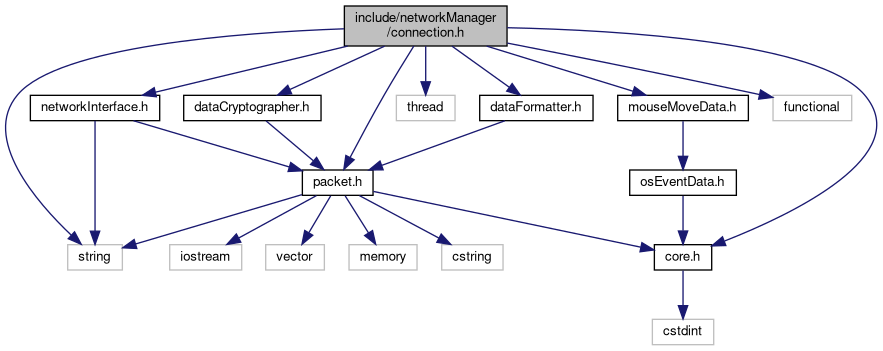 include/networkManager
/connection.h
networkInterface.h
dataCryptographer.h
thread
dataFormatter.h
mouseMoveData.h
functional
packet.h
osEventData.h
string
iostream
vector
memory
cstring
core.h
cstdint